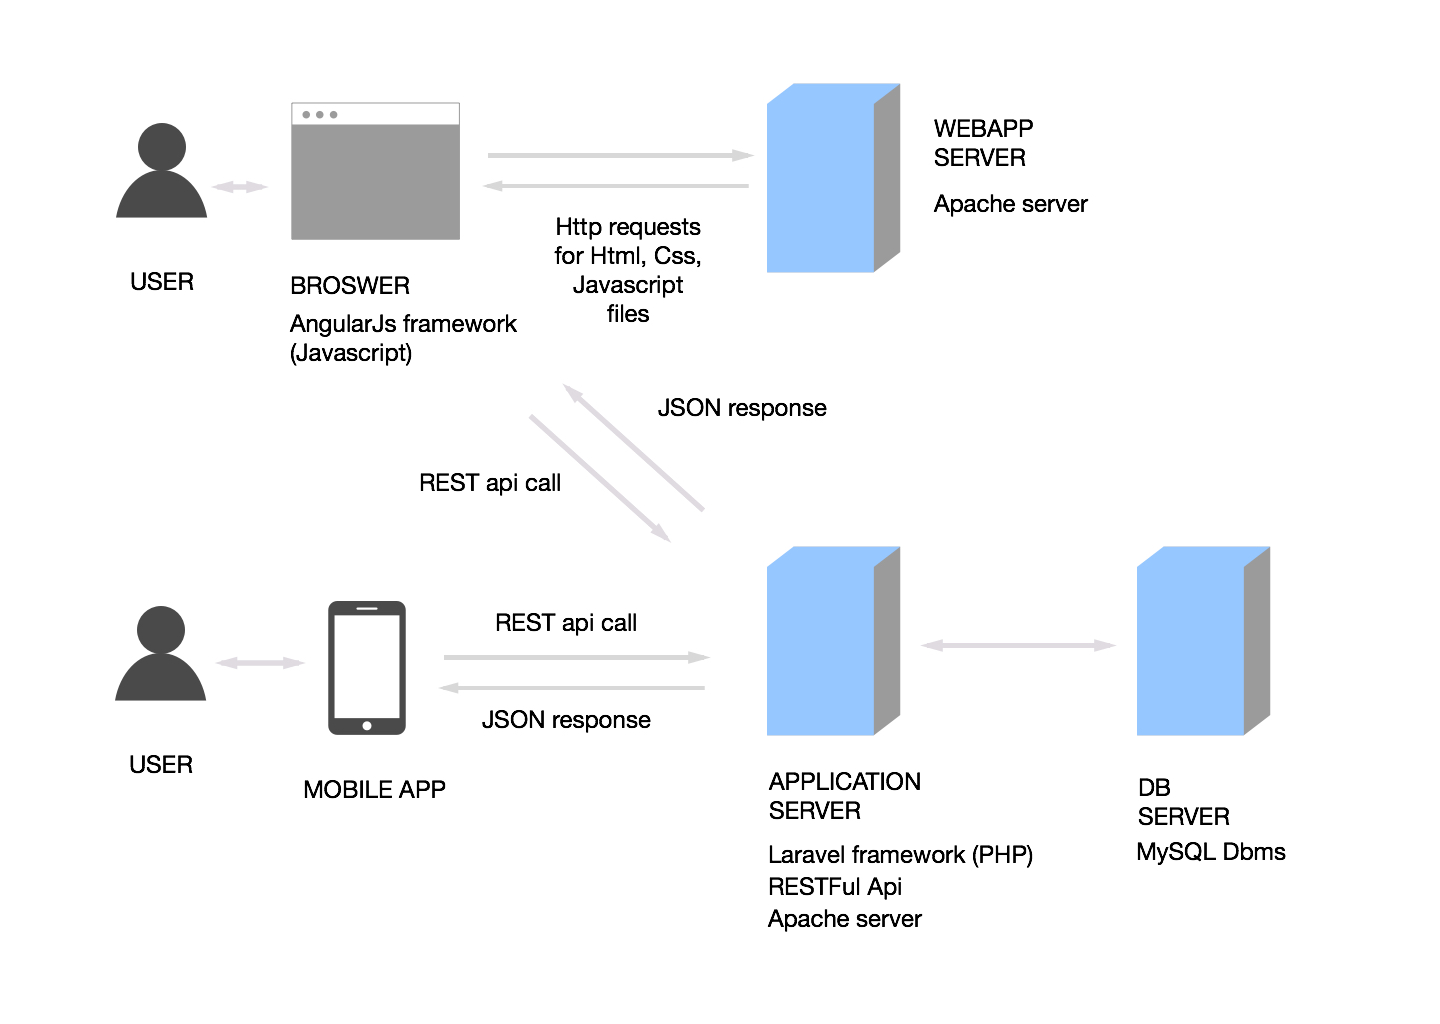 WEBAPP
SERVER
Apache server
Http requests
for Html, Css,
Javascript
files
USER
BROSWER
AngularJs framework
(Javascript)
JSON response
REST api call
REST api call
JSON response
USER
MOBILE APP
APPLICATION
SERVER
Laravel framework (PHP)
RESTFul Api
Apache server
DB
SERVER
MySQL Dbms